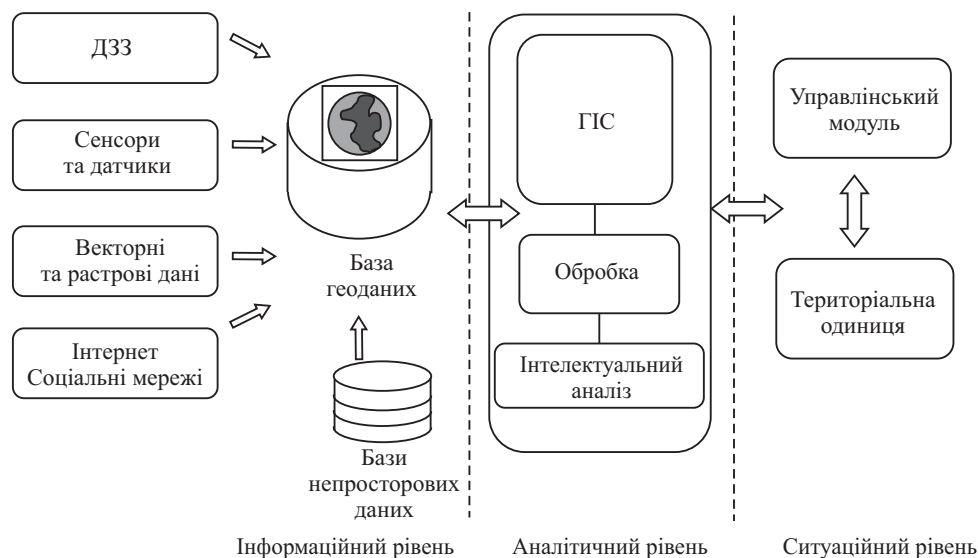 ДЗЗ
Сенсори
та датчики
Векторні
та растрові дані
Інтернет
Соціальні мережі
База
геоданих
Бази
непросторових
даних
Інформаційний рівень
ГІС
Обробка
Інтелектуальний
аналіз
Аналітичний рівень
Управлінський
модуль
Територіальна
одиниця
Ситуаційний рівень